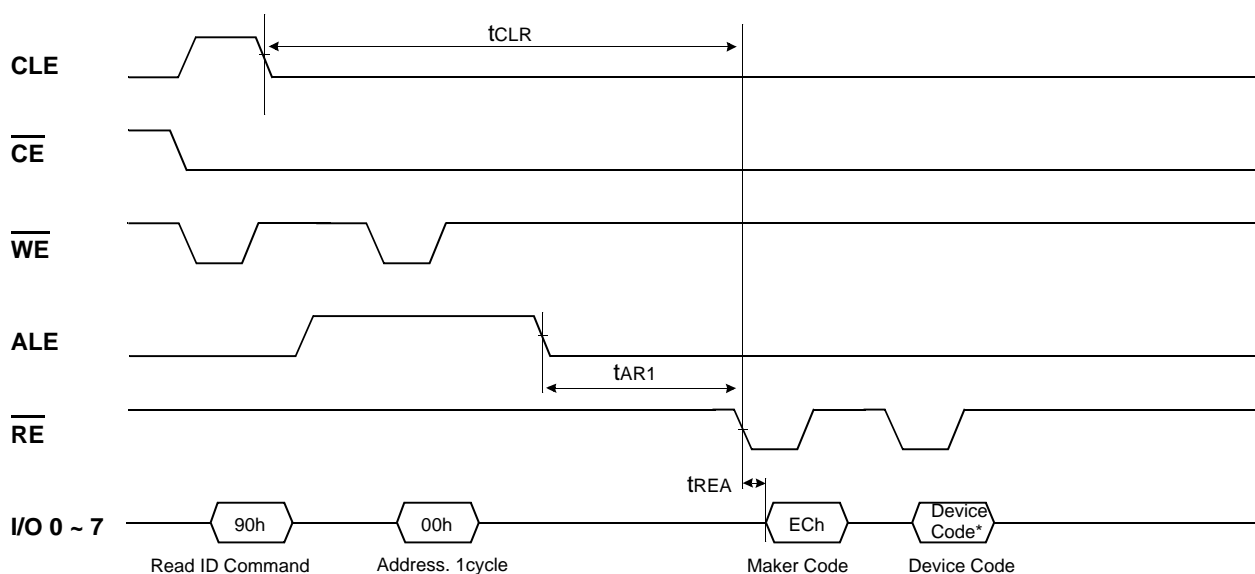 tCLR
CLE
CE
WE
ALE
tAR1
RE
tREA
I/O 0 ~ 7
90h
00h
ECh
Device
Code*
Read ID Command
Address. 1cycle
Maker Code
Device Code